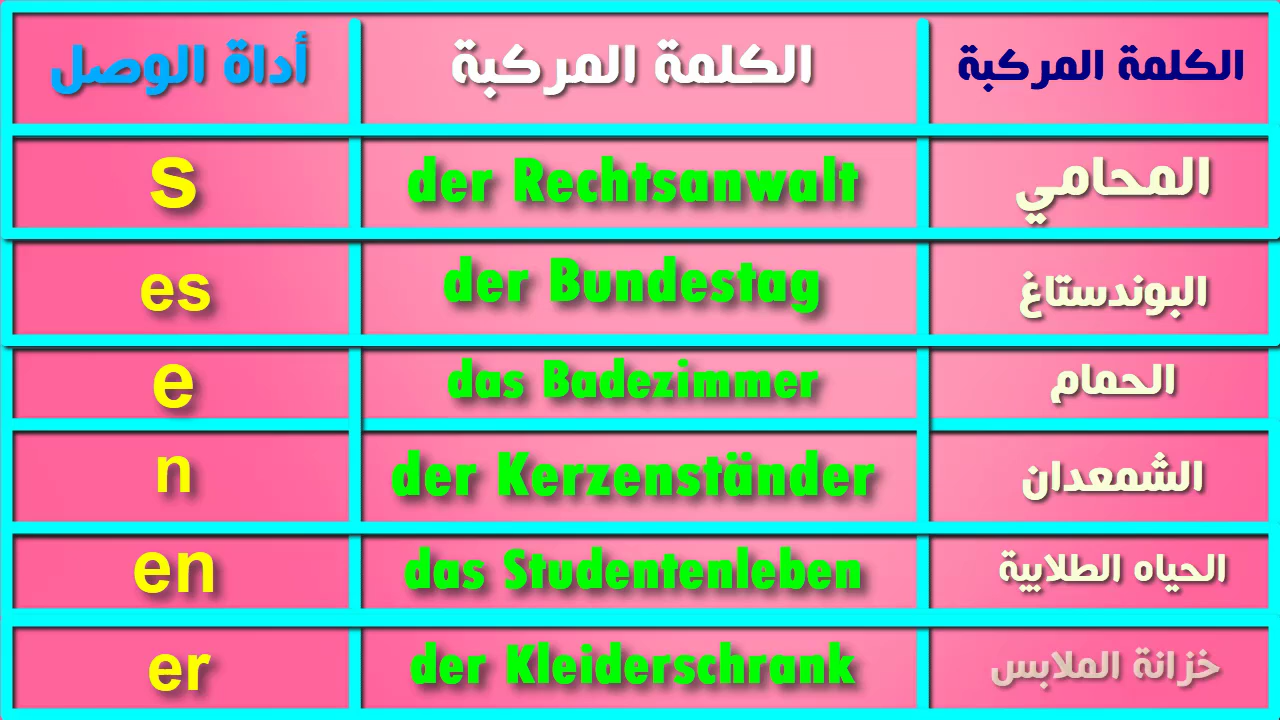 الكلمة المركبة
الكلمة المركبة
أداة الوصل
المحامي
der Rechtsanwalt
s
البوندستاغ
der Bundestag
es
الحمام
das Badezimmer
e
الشمعدان
der Kerzenständer
n
الحياه الطلابية
das Studentenleben
en
خزانة الملابس
der Kleiderschrank
er